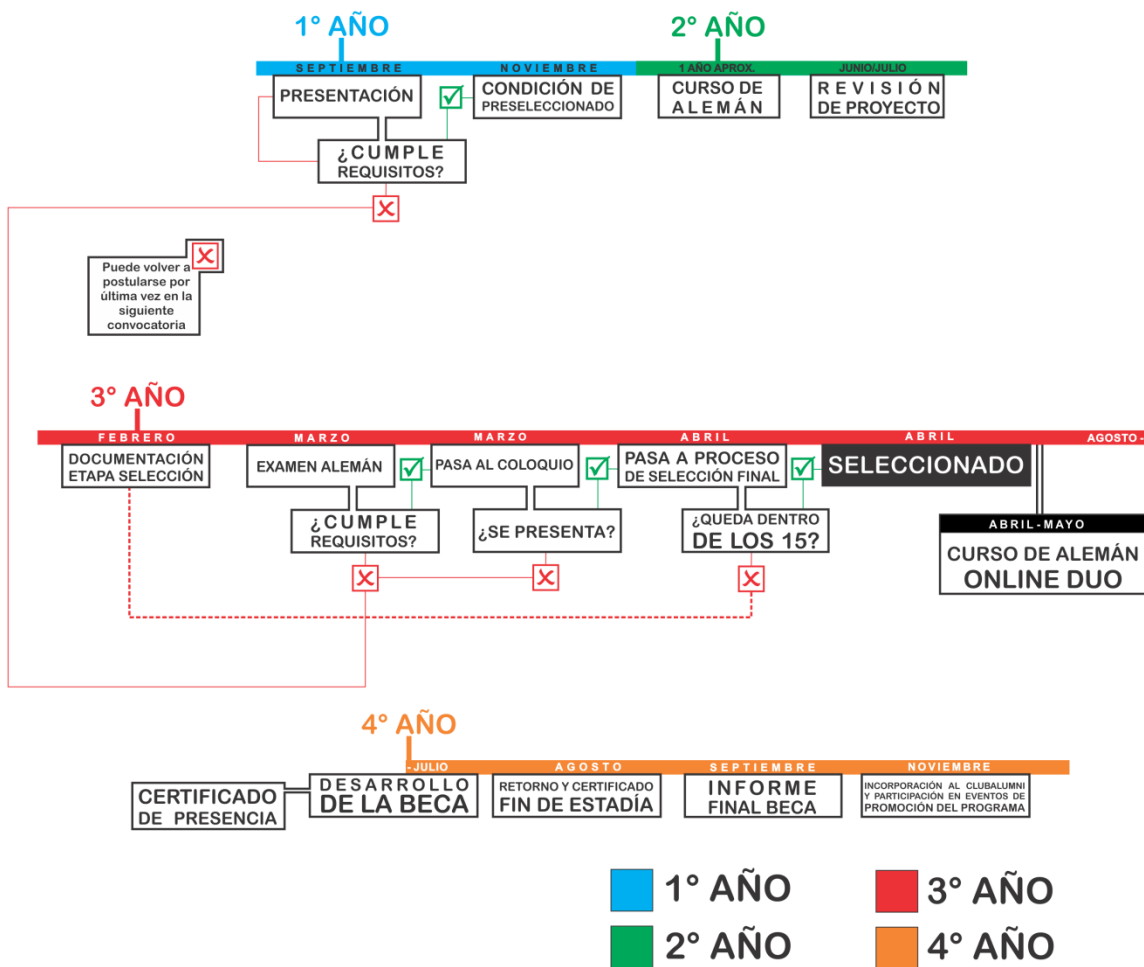 1° AÑO
2° AÑO
SEPTIEMBRE
NOVIEMBRE
1 AÑO APROX.
JUNIO/JULIO
PRESENTACIÓN
CONDICIÓN DE
PRESELECCIONADO
CURSO DE
ALEMÁN
REVISIÓN
DE PROYECTO
¿CUMPLE
REQUISITOS?
Puede volver a
postularse por
última vez en la
siguiente
convocatoria
3° AÑO
FEBRERO
MARZO
MARZO
ABRIL
ABRIL
AGOSTO -
DOCUMENTACIÓN
ETAPA SELECCIÓN
EXAMEN ALEMÁN
PASA AL COLOQUIO
PASA A PROCESO
DE SELECCIÓN FINAL
SELECCIONADO
¿CUMPLE
REQUISITOS?
¿SE PRESENTA?
¿QUEDA DENTRO
DE LOS 15?
ABRIL-MAYO
CURSO DE ALEMÁN
ONLINE DUO
4° AÑO
- JULIO
AGOSTO
SEPTIEMBRE
NOVIEMBRE
CERTIFICADO
DE PRESENCIA
DESARROLLO
DE LA BECA
RETORNO Y CERTIFICADO
FIN DE ESTADÍA
INFORME
FINAL BECA
INCORPORACIÓN AL CLUBALUMNI
Y PARTICIPACIÓN EN EVENTOS DE
PROMOCIÓN DEL PROGRAMA
1° AÑO
3° AÑO
2° AÑO
4° AÑO